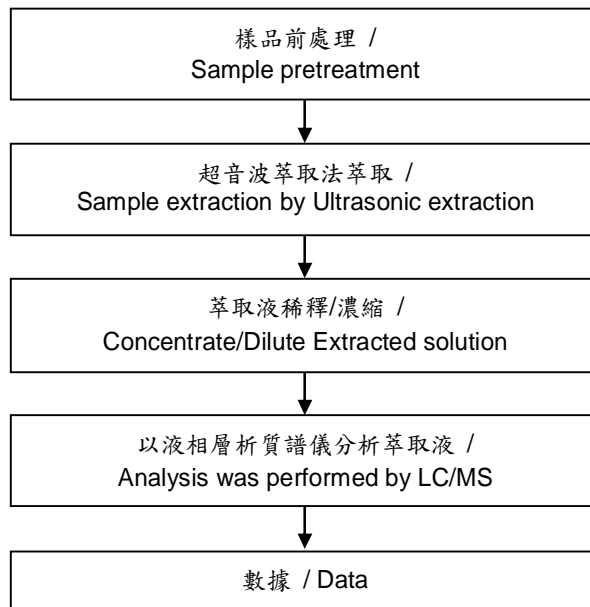 樣品前處理 /
Sample pretreatment
超音波萃取法萃取 /
Sample extraction by Ultrasonic extraction
萃取液稀釋/濃縮 /
Concentrate/Dilute Extracted solution
以液相層析質譜儀分析萃取液 /
Analysis was performed by LC/MS
數據 / Data